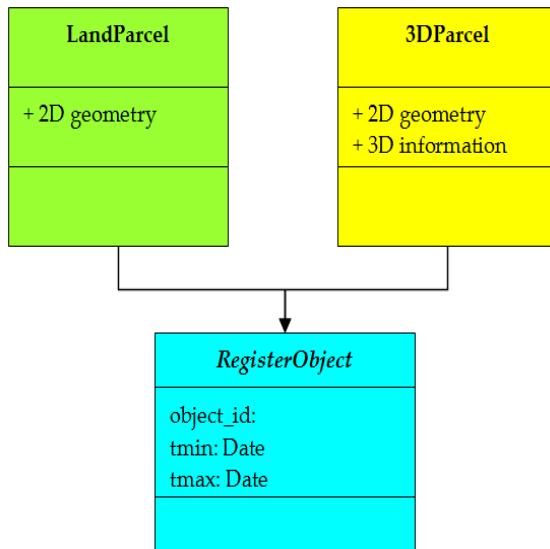 LandParcel
+ 2D geometry
3DParcel
+ 2D geometry
+ 3D information
RegisterObject
object_id:
tmin: Date
tmax: Date